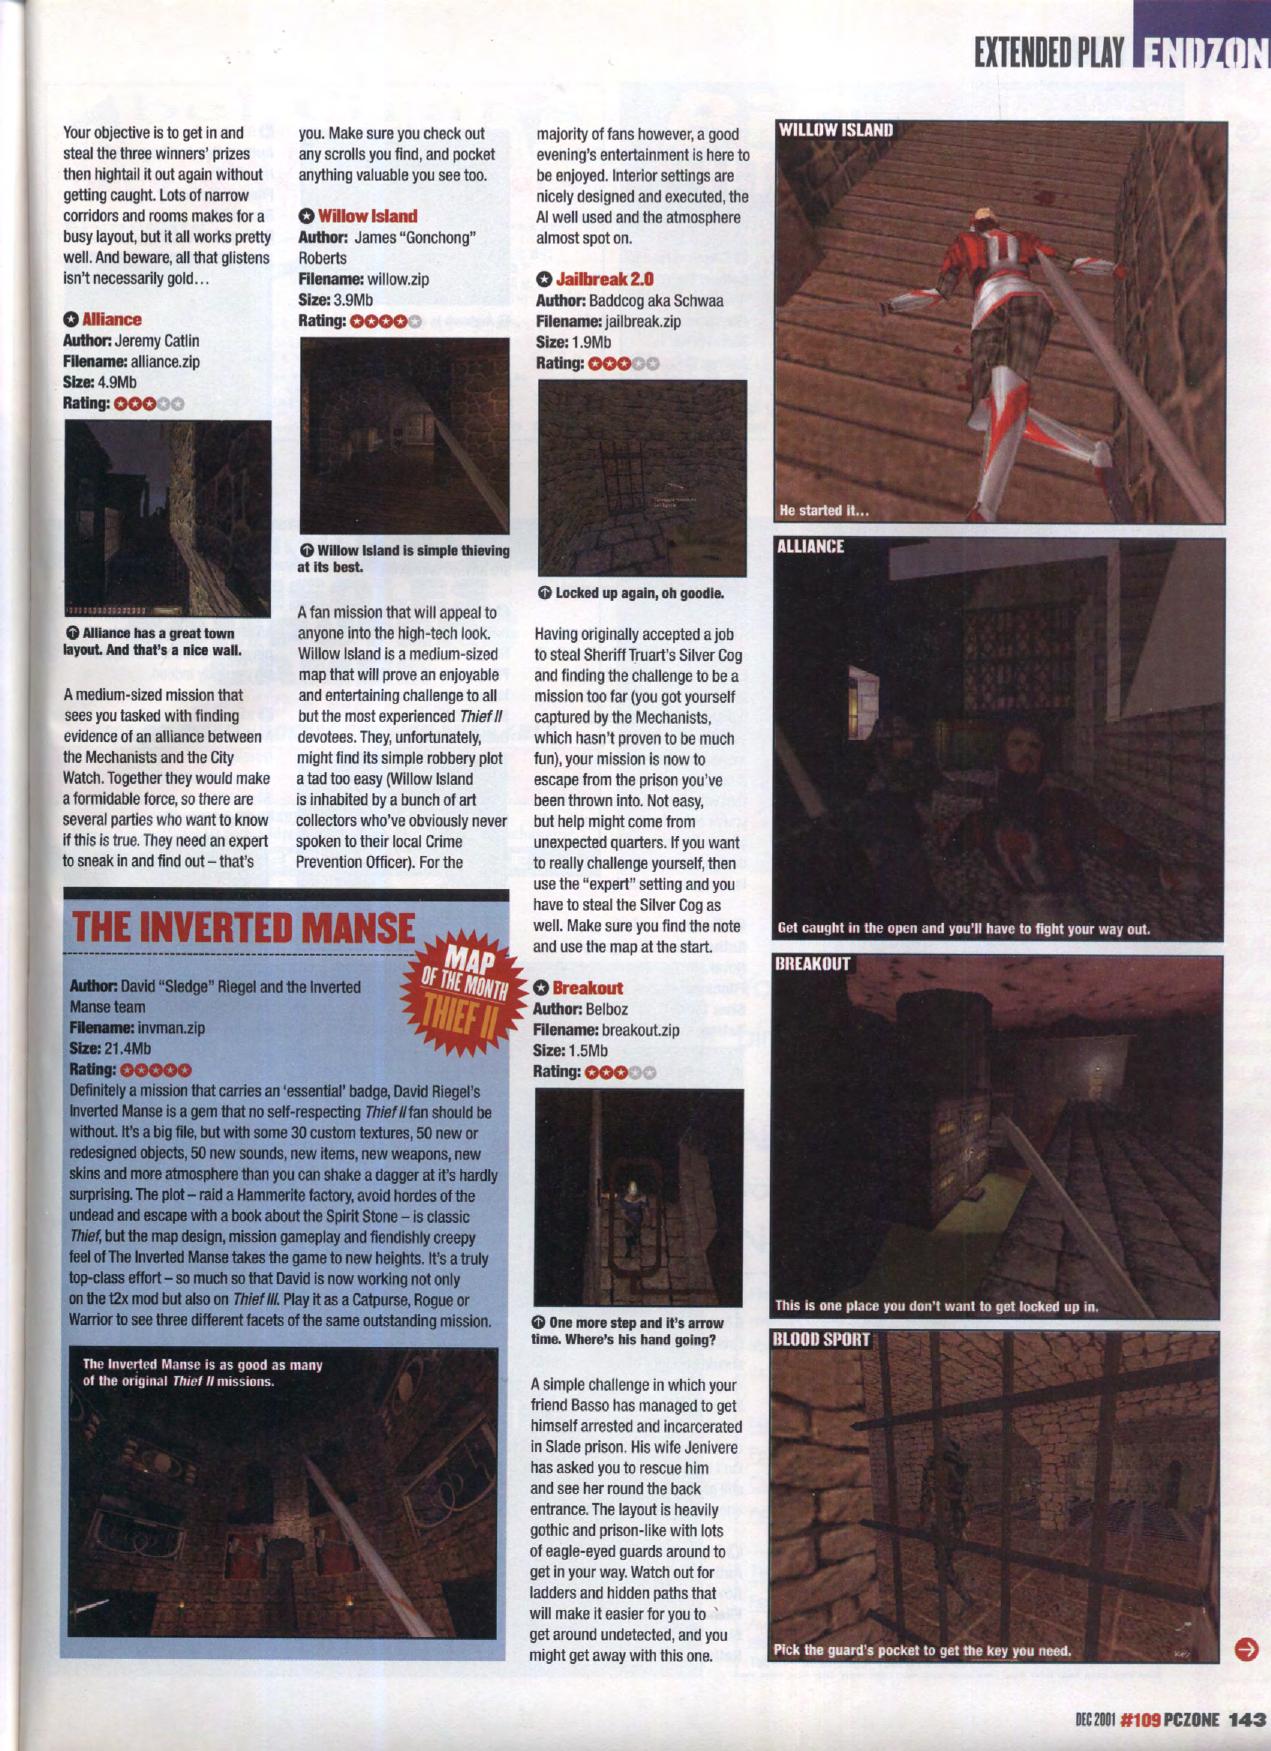 EXTENDED PLAY ENDZON
Your objective is to get in and
steal the three winners' prizes
then hightail it out again without
getting caught. Lots of narrow
corridors and rooms makes for a
busy layout, but it all works pretty
well. And beware, all that glistens
isn't necessarily gold...
Alliance
Author: Jeremy Catlin
Filename: alliance.zip
Size: 4.9Mb
Rating:
Alliance has a great town
layout. And that's a nice wall.
A medium-sized mission that
sees you tasked with finding
evidence of an alliance between
the Mechanists and the City
Watch. Together they would make
a formidable force, so there are
several parties who want to know
if this is true. They need an expert
to sneak in and find out – that's
you. Make sure you check out
any scrolls you find, and pocket
anything valuable you see too.
Willow Island
Author: James "Gonchong"
Roberts
Filename: willow.zip
Size: 3.9Mb
Rating:
Willow Island is simple thieving
at its best.
A fan mission that will appeal to
anyone into the high-tech look.
Willow Island is a medium-sized
map that will prove an enjoyable
and entertaining challenge to all
but the most experienced Thief II
devotees. They, unfortunately,
might find its simple robbery plot
a tad too easy (Willow Island
is inhabited by a bunch of art
collectors who've obviously never
spoken to their local Crime
Prevention Officer). For the
majority of fans however, a good
evening's entertainment is here to
be enjoyed. Interior settings are
nicely designed and executed, the
AI well used and the atmosphere
almost spot on.
Jailbreak 2.0
Author: Baddcog aka Schwaa
Filename: jailbreak.zip
Size: 1.9Mb
Rating:
Locked up again, oh goodie.
Having originally accepted a job
to steal Sheriff Truart's Silver Cog
and finding the challenge to be a
mission too far (you got yourself
captured by the Mechanists,
which hasn't proven to be much
fun), your mission is now to
escape from the prison you've
been thrown into. Not easy,
but help might come from
unexpected quarters. If you want
to really challenge yourself, then
use the "expert" setting and you
have to steal the Silver Cog as
well. Make sure you find the note
and use the map at the start.
Breakout
Author: Belboz
Filename: breakout.zip
Size: 1.5Mb
Rating:
One more step and it's arrow
time. Where's his hand going?
A simple challenge in which your
friend Basso has managed to get
himself arrested and incarcerated
in Slade prison. His wife Jenivere
has asked you to rescue him
and see her round the back
entrance. The layout is heavily
gothic and prison-like with lots
of eagle-eyed guards around to
get in your way. Watch out for
ladders and hidden paths that
will make it easier for you to
get around undetected, and you
might get away with this one.
THE INVERTED MANSE
MAP
OF THE MONTH
THIEF II
Author: David "Sledge" Riegel and the Inverted
Manse team
Filename: invman.zip
Size: 21.4Mb
Rating:
Definitely a mission that carries an 'essential' badge, David Riegel's
Inverted Manse is a gem that no self-respecting Thief II fan should be
without. It's a big file, but with some 30 custom textures, 50 new or
redesigned objects, 50 new sounds, new items, new weapons, new
skins and more atmosphere than you can shake a dagger at it's hardly
surprising. The plot – raid a Hammerite factory, avoid hordes of the
undead and escape with a book about the Spirit Stone – is classic
Thief, but the map design, mission gameplay and fiendishly creepy
feel of The Inverted Manse takes the game to new heights. It's a truly
top-class effort – so much so that David is now working not only
on the t2x mod but also on Thief III. Play it as a Catpurse, Rogue or
Warrior to see three different facets of the same outstanding mission.
The Inverted Manse is as good as many
of the original Thief II missions.
WILLOW ISLAND
He started it...
ALLIANCE
Get caught in the open and you'll have to fight your way out.
BREAKOUT
This is one place you don't want to get locked up in.
BLOOD SPORT
Pick the guard's pocket to get the key you need.
DEC 2001 #109 PCZONE 143